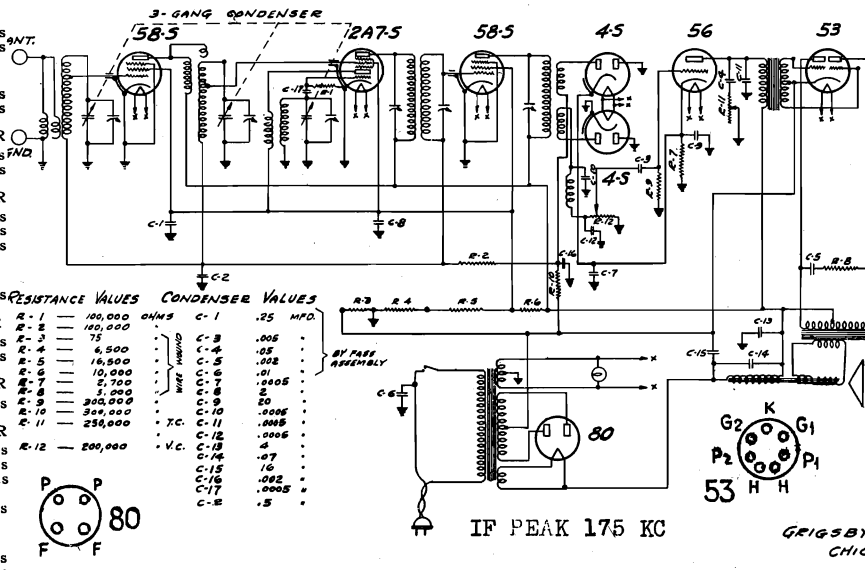 3-GANG CONDENSER
58-S 2A7-S 58-S 4-S 56 53
ANT.
GND.
C-17 R-1
C-4 C-11
R-11
C-9
R-7
C-3
R-9
4-S
R-12
C-12
C-1
C-8
C-2
R-2
C-16
R-10
C-7
C-5 R-8
R-3 R-4 R-5 R-6
C-13
C-15
C-14
C-6
RESISTANCE VALUES CONDENSER VALUES
R-1 — 100,000 OHMS C-1 .25 MFD.
R-2 — 100,000 "
R-3 — 75 " C-3 .005 "
R-4 — 6,500 " C-4 .05 "
R-5 — 16,500 " C-5 .002 "
R-6 — 10,000 " C-6 .01 "
R-7 — 2,700 " C-7 .0005 "
R-8 — 5,000 " C-8 2 "
R-9 — 300,000 " C-9 20 "
R-10 — 300,000 " C-10 .0006 "
R-11 — 250,000 " T.C. C-11 .0005 "
C-12 .0006 "
R-12 — 200,000 " V.C. C-13 4 "
C-14 .07 "
C-15 16 "
C-16 .002 "
C-17 .0005 "
C-2 .5 "
WIRE WOUND
BY PASS
ASSEMBLY
X
X
80
K
G2 G1
P2 P1
H H
53
P P
F F
80
IF PEAK 175 KC
GRIGSBY
CHIC